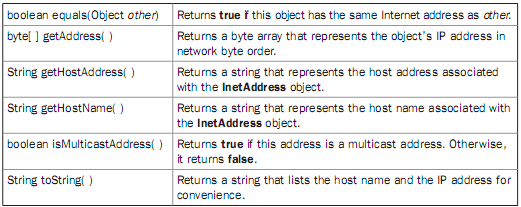 boolean equals(Object other) Returns true if this object has the same Internet address as other.
byte[ ] getAddress( ) Returns a byte array that represents the object's IP address in
network byte order.
String getHostAddress( ) Returns a string that represents the host address associated
with the InetAddress object.
String getHostName( ) Returns a string that represents the host name associated with
the InetAddress object.
boolean isMulticastAddress( ) Returns true if this address is a multicast address. Otherwise,
it returns false.
String toString( ) Returns a string that lists the host name and the IP address for
convenience.